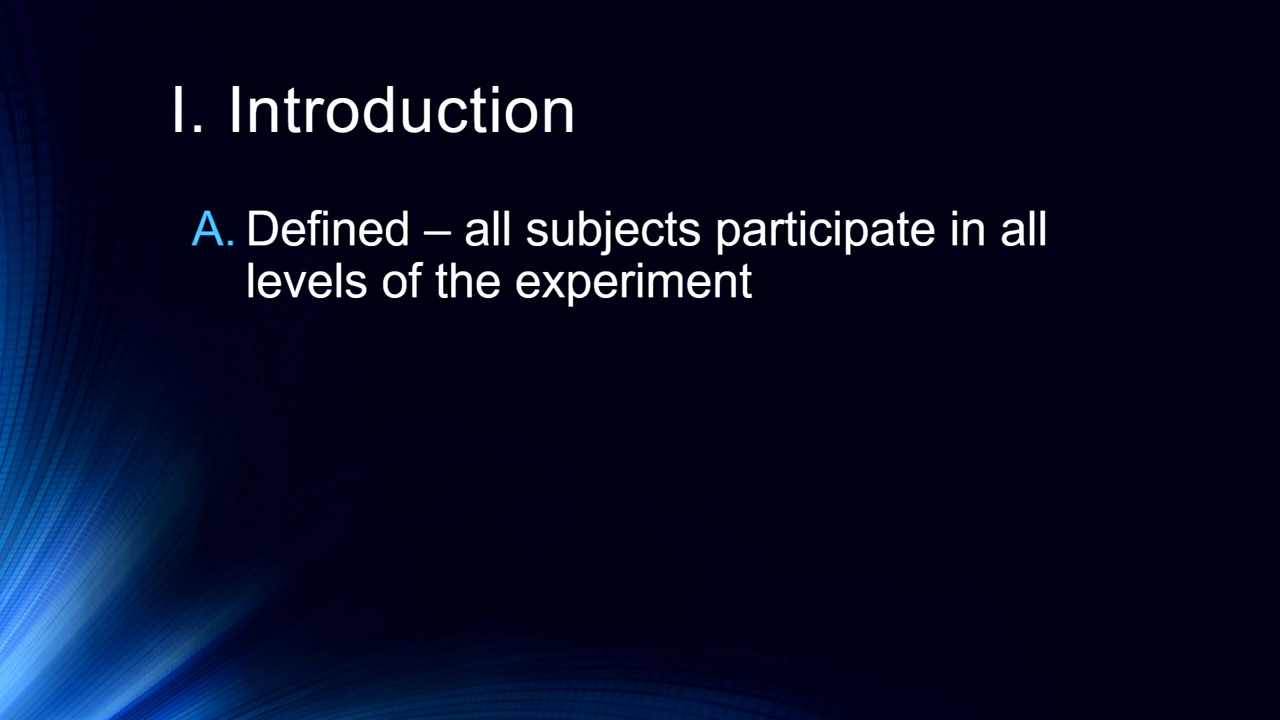 I. Introduction
A. Defined – all subjects participate in all
levels of the experiment